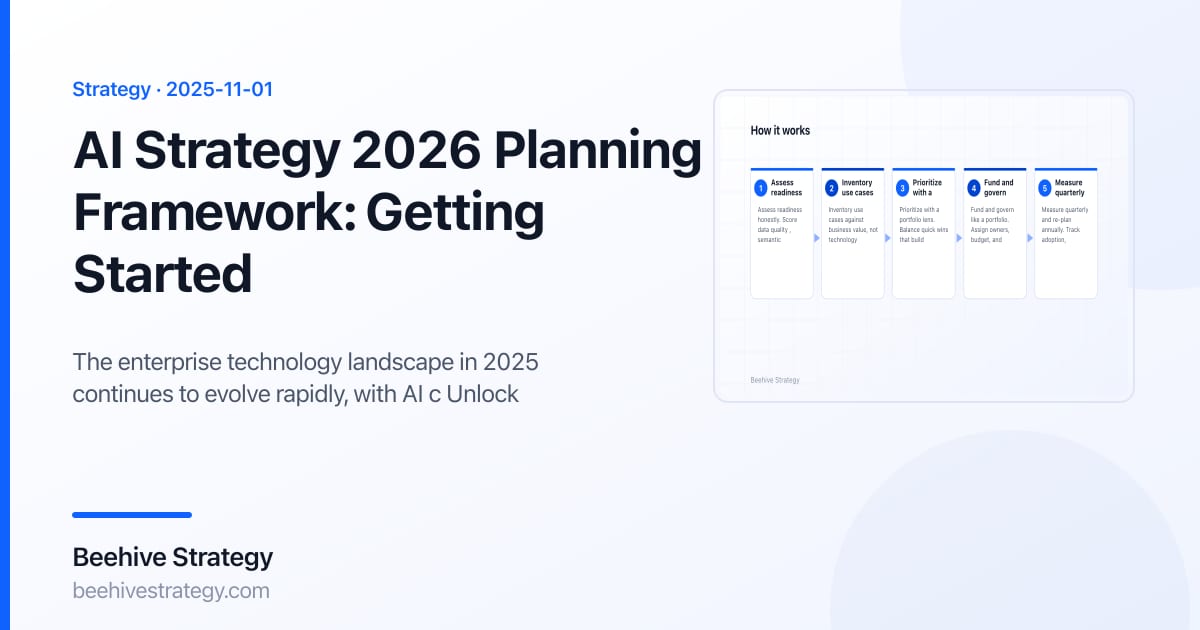 Strategy · 2025-11-01
AI Strategy 2026 Planning
Framework: Getting
Started
The enterprise technology landscape in 2025
continues to evolve rapidly, with AI c Unlock
Beehive Strategy
beehivestrategy.com
How it works
1 Assess
readiness
Assess readiness
honestly. Score
data quality ,
semantic
2 Inventory
use cases
Inventory use
cases against
business value, not
technology
3 Prioritize
with a
Prioritize with a
portfolio lens.
Balance quick wins
that build
4 Fund and
govern
Fund and govern
like a portfolio.
Assign owners,
budget, and
5 Measure
quarterly
Measure quarterly
and re-plan
annually. Track
adoption,
Beehive Strategy